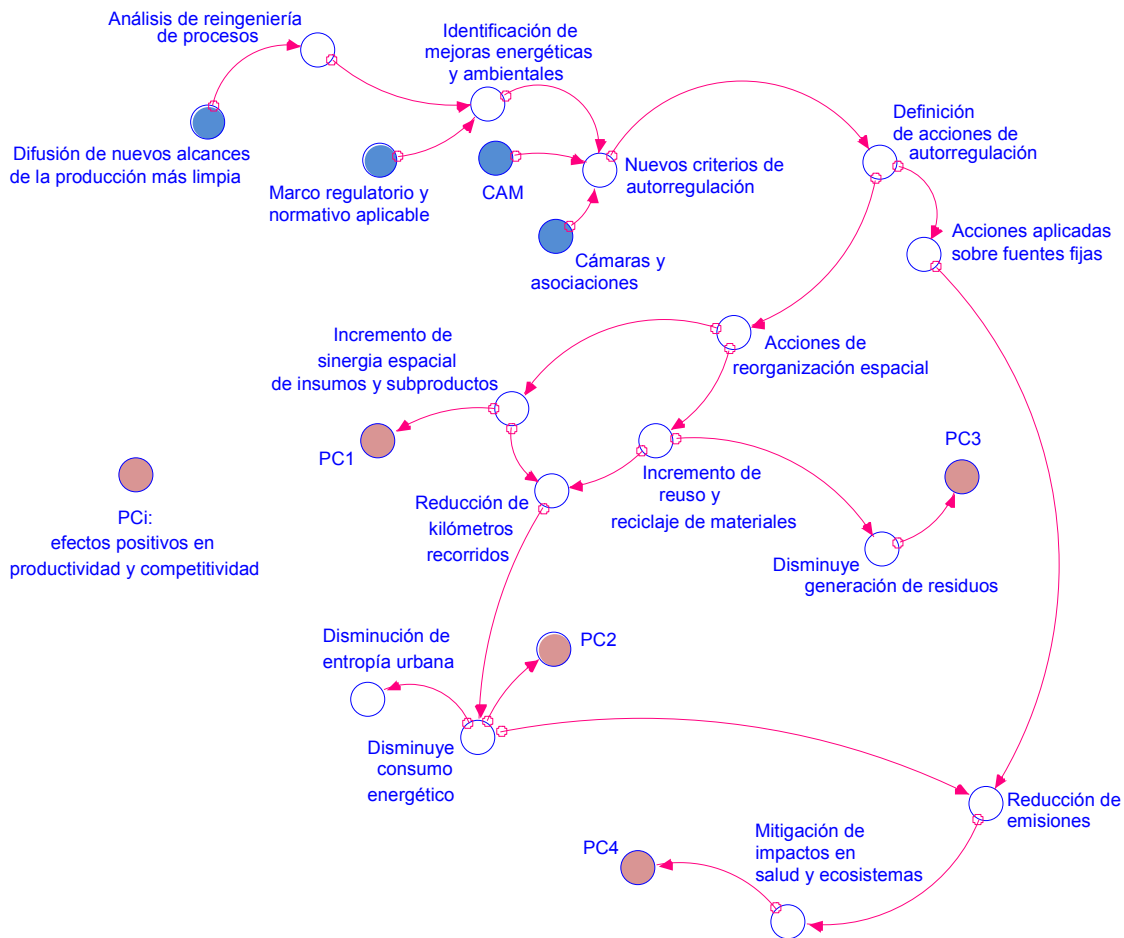 Análisis de reingeniería
de procesos
Identificación de
mejoras energéticas
y ambientales
Difusión de nuevos alcances
de la producción más limpia
Marco regulatorio y
normativo aplicable
CAM
Nuevos criterios de
autorregulación
Cámaras y
asociaciones
Definición
de acciones de
autorregulación
Acciones aplicadas
sobre fuentes fijas
Incremento de
sinergia espacial
de insumos y subproductos
Acciones de
reorganización espacial
PC1
PC3
PCi:
efectos positivos en
productividad y competitividad
Reducción de
kilómetros
recorridos
Incremento de
reuso y
reciclaje de materiales
Disminuye
generación de residuos
Disminución de
entropía urbana
PC2
Disminuye
consumo
energético
Reducción de
emisiones
Mitigación de
impactos en
salud y ecosistemas
PC4